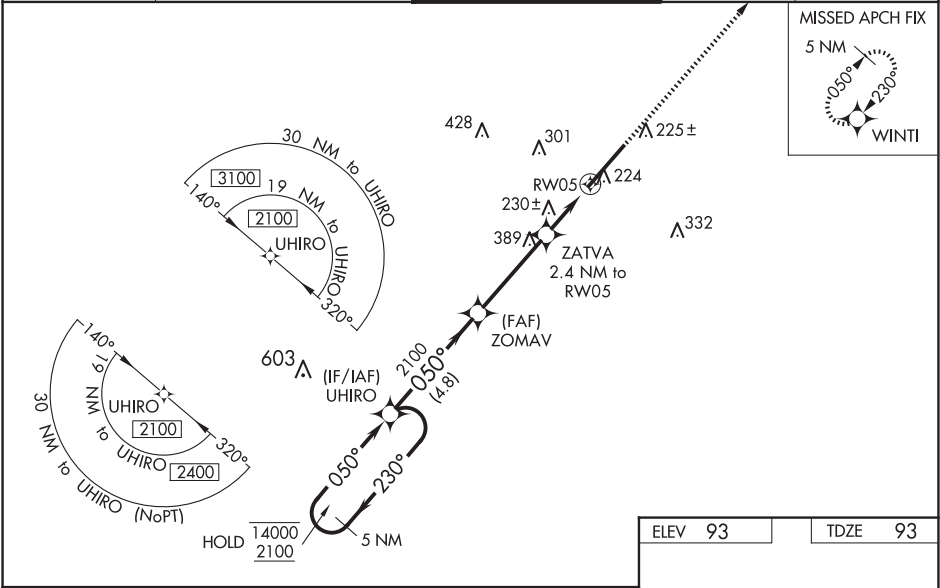 MISSED APCH FIX
5 NM
050°
230°
WINTI
428
301
225±
30 NM to UHIRO
3100
19 NM to UHIRO
140°
2100
UHIRO
320°
RW05
224
230±
389
332
ZATVA
2.4 NM to
RW05
(FAF)
ZOMAV
140°
19 NM to UHIRO
UHIRO
2100
320°
2400
30 NM to UHIRO (NoPT)
603
(IF/IAF)
UHIRO
2100
050°
(4.8)
050°
230°
HOLD
14000
2100
5 NM
ELEV 93
TDZE 93